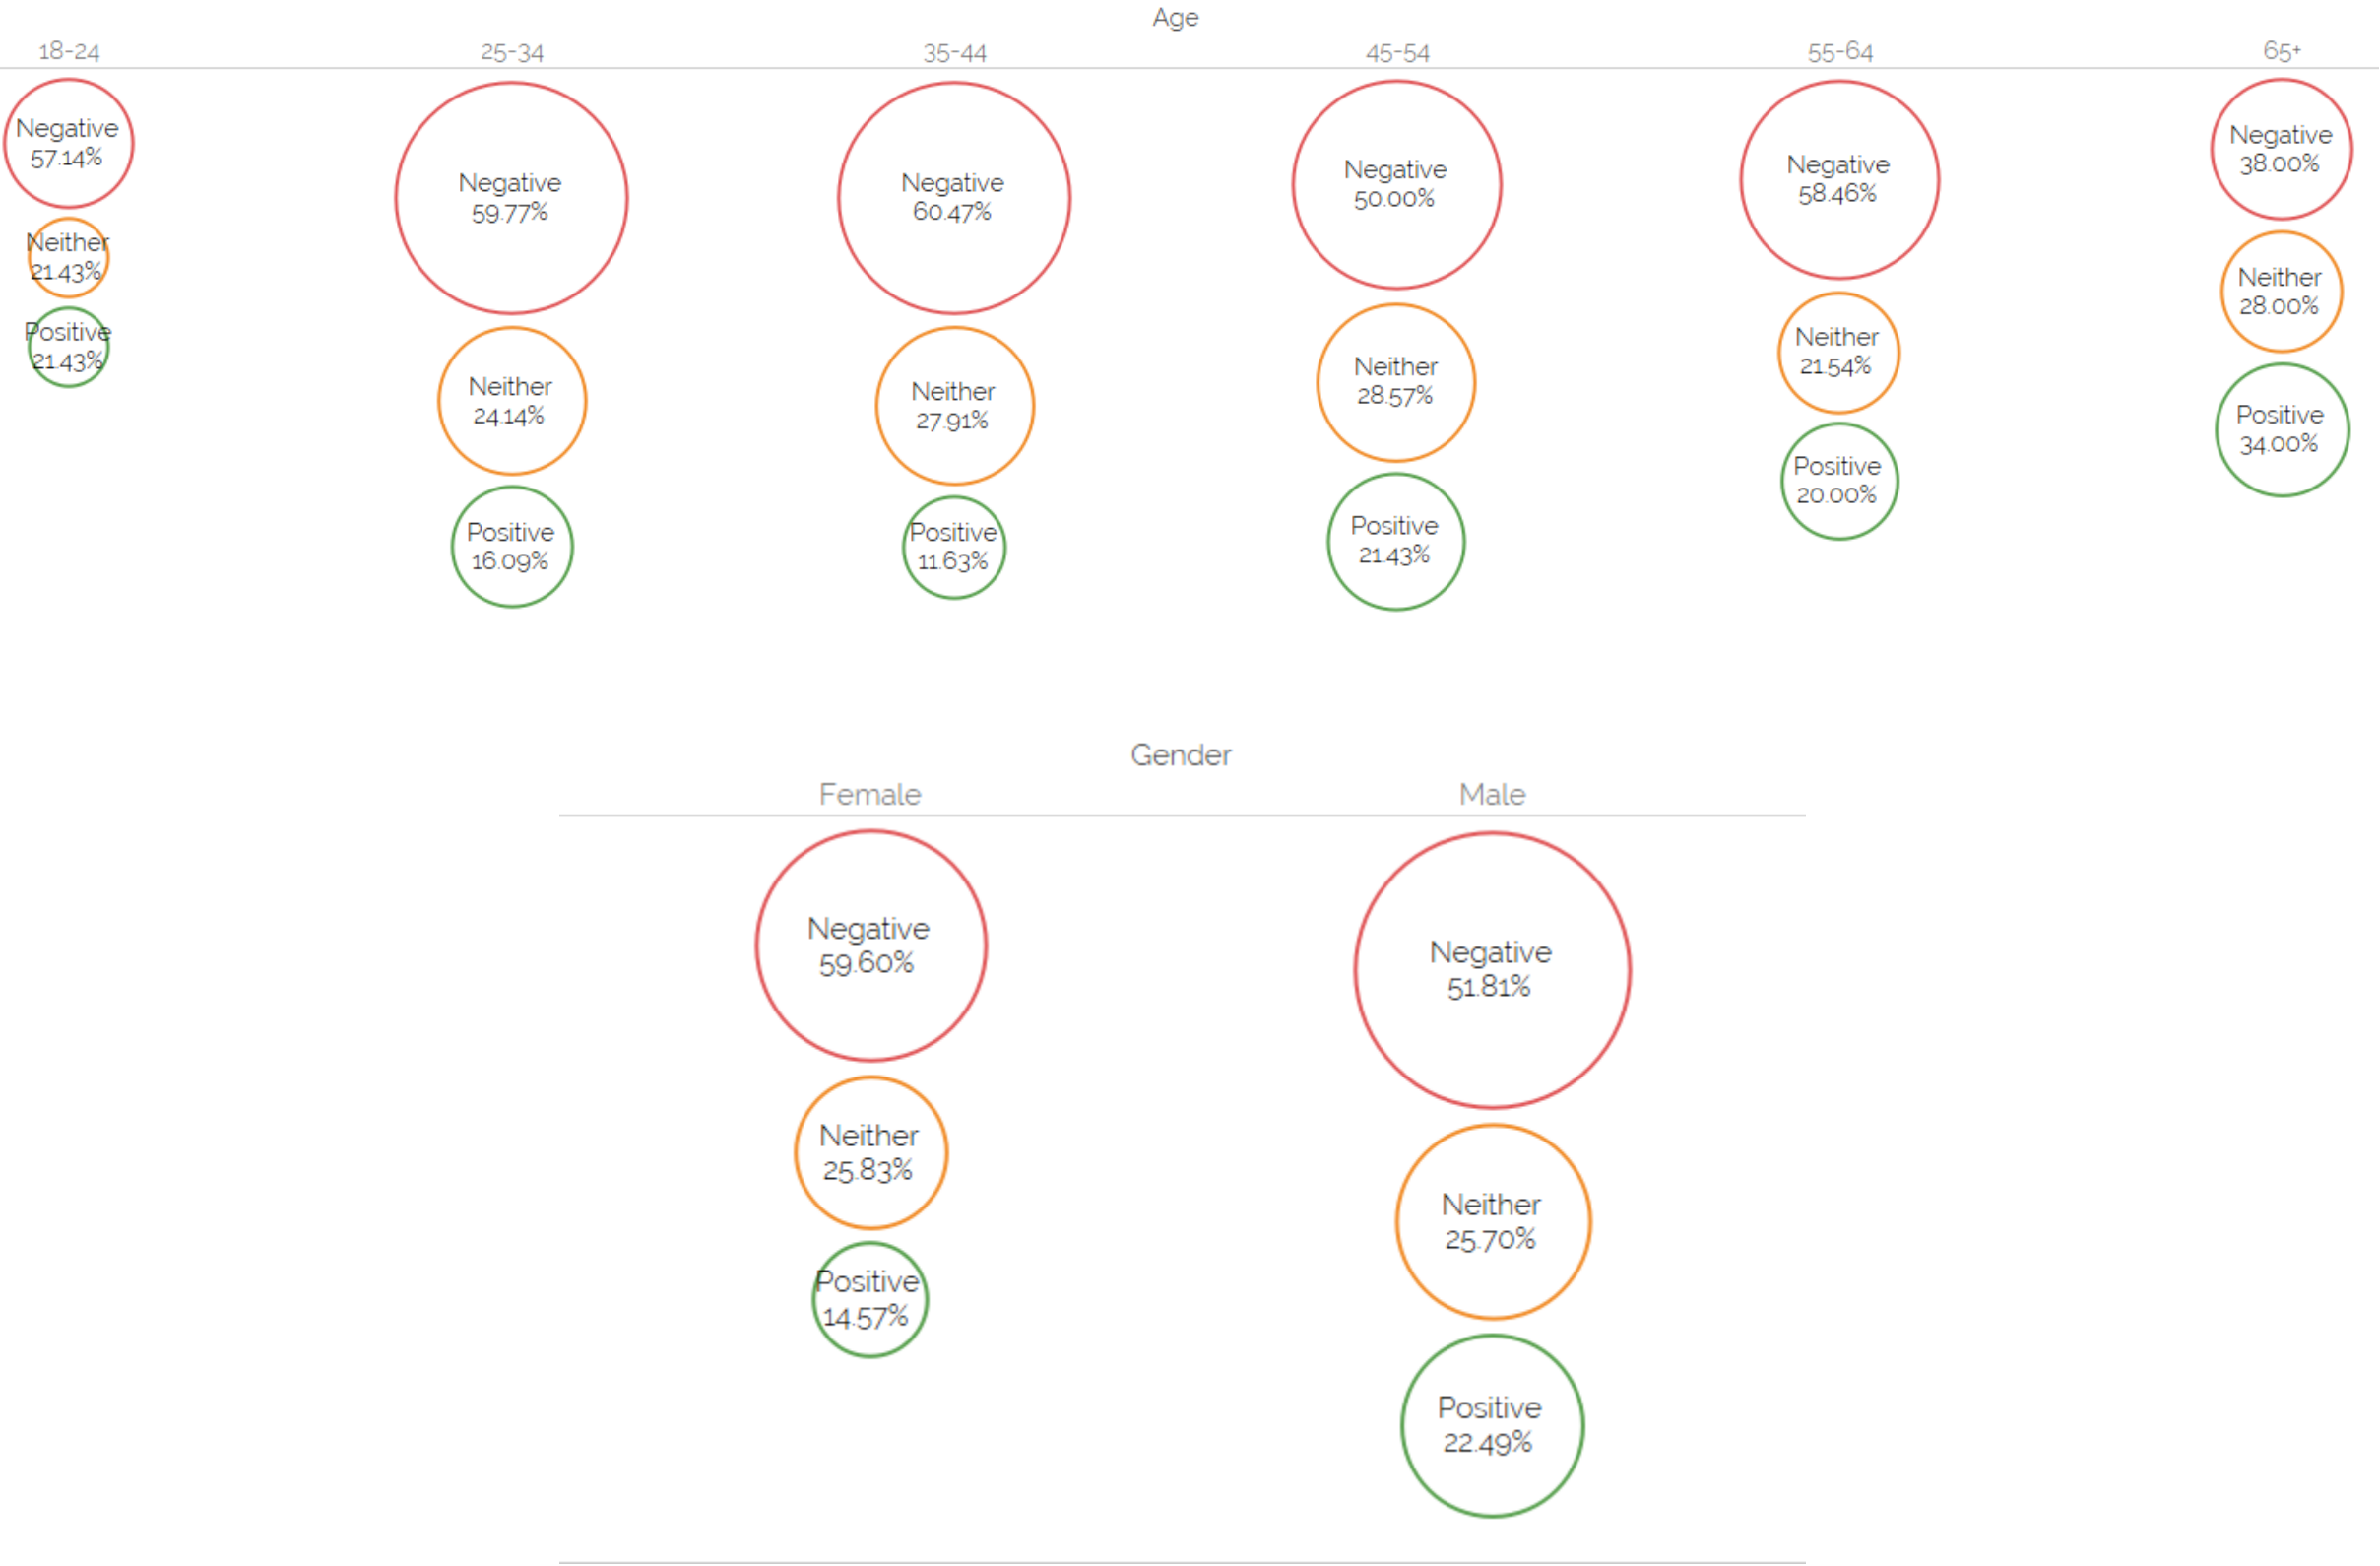 Age
18-24 25-34 35-44 45-54 55-64 65+
Negative
57.14%
Neither
21.43%
Positive
21.43%
Negative
59.77%
Neither
24.14%
Positive
16.09%
Negative
60.47%
Neither
27.91%
Positive
11.63%
Negative
50.00%
Neither
28.57%
Positive
21.43%
Negative
58.46%
Neither
21.54%
Positive
20.00%
Negative
38.00%
Neither
28.00%
Positive
34.00%
Gender
Female Male
Negative
59.60%
Neither
25.83%
Positive
14.57%
Negative
51.81%
Neither
25.70%
Positive
22.49%